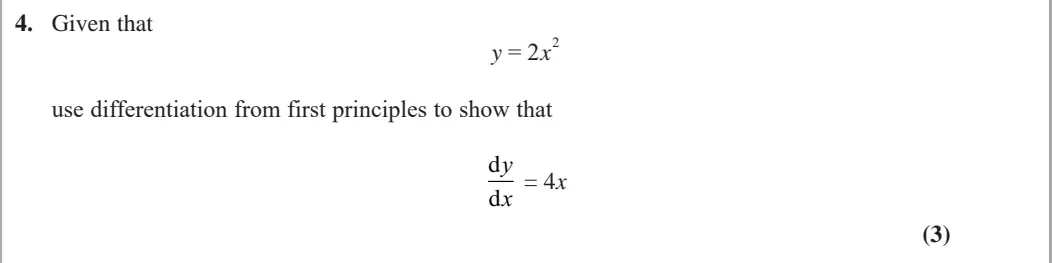 4. Given that
y = 2x²
use differentiation from first principles to show that
dy/dx = 4x
(3)